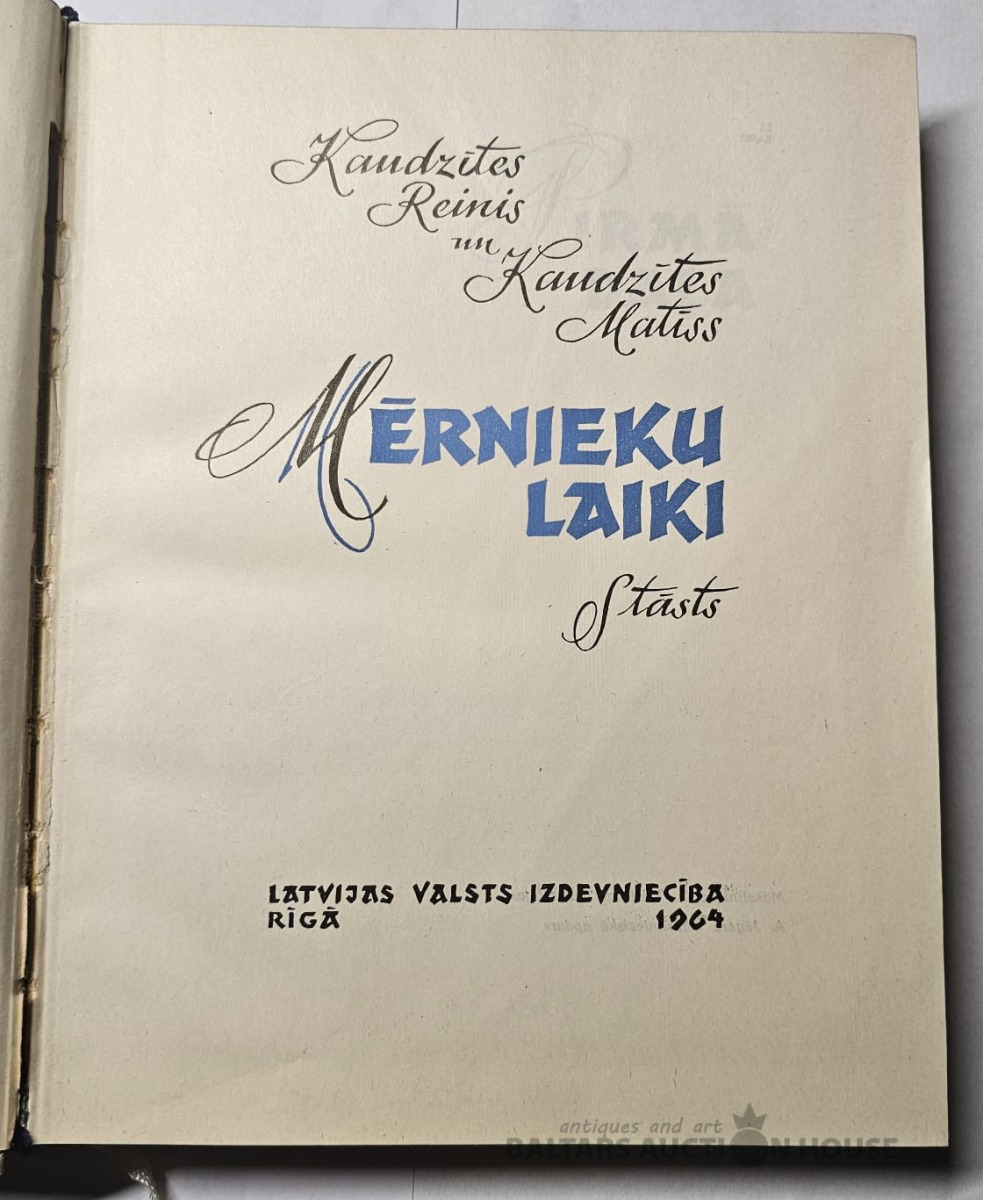 Kaudzītes
Reinis
un
Kaudzītes
Matīss
MĒRNIEKU
LAIKI
Stāsts
LATVIJAS VALSTS IZDEVNIECĪBA
RĪGĀ 1964
antiques and art
BALTARS AUCTION HOUSE